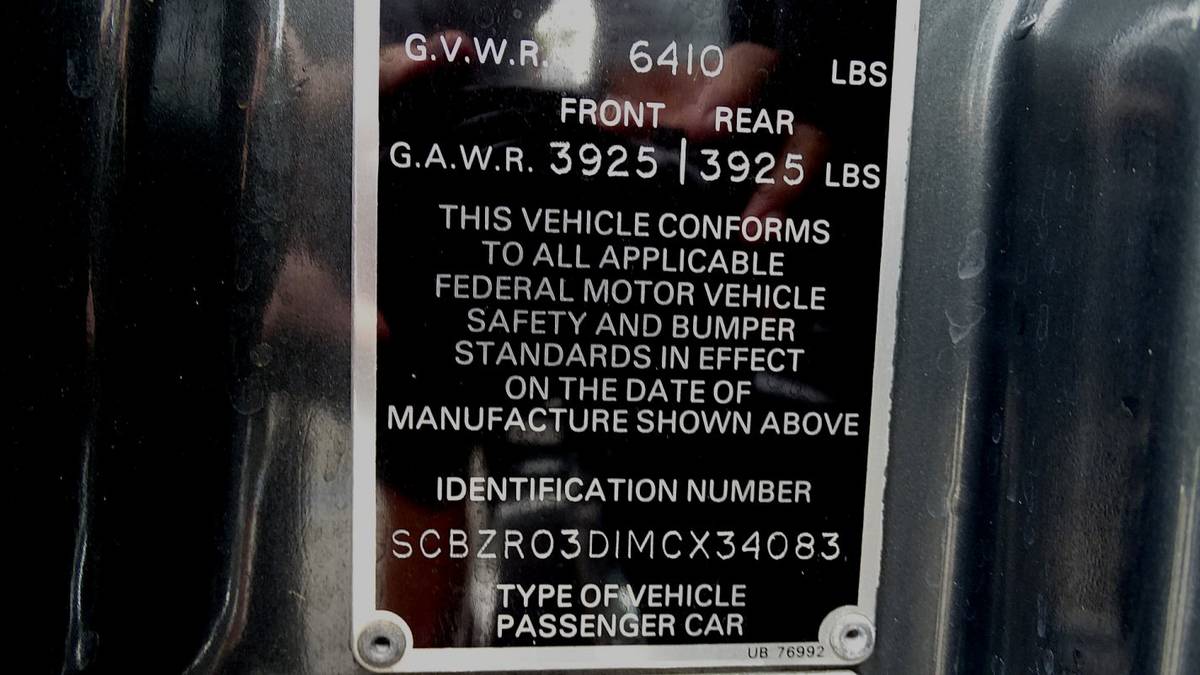 G.V.W.R. 6410 LBS
FRONT REAR
G.A.W.R. 3925 | 3925 LBS
THIS VEHICLE CONFORMS
TO ALL APPLICABLE
FEDERAL MOTOR VEHICLE
SAFETY AND BUMPER
STANDARDS IN EFFECT
ON THE DATE OF
MANUFACTURE SHOWN ABOVE
IDENTIFICATION NUMBER
SCBZR03D1MCX34083
TYPE OF VEHICLE
PASSENGER CAR
UB 76992